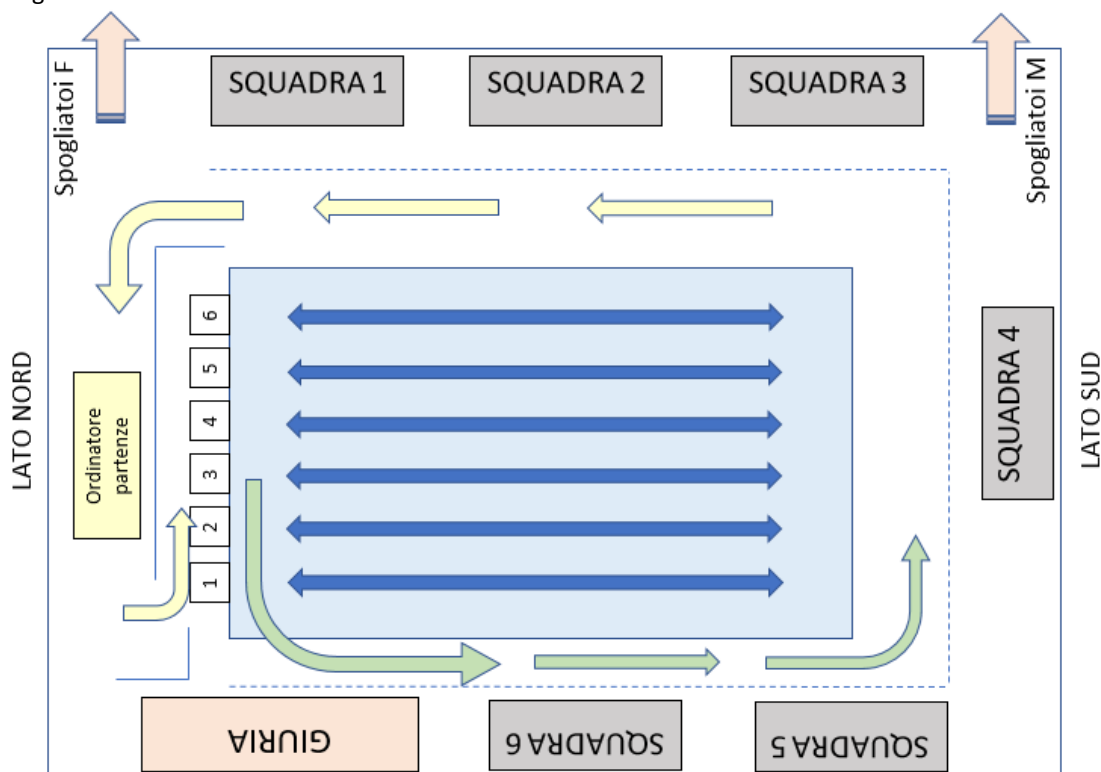 Spogliatoi F
SQUADRA 1
SQUADRA 2
SQUADRA 3
Spogliatoi M
LATO NORD
Ordinatore
partenze
6
5
4
3
2
1
SQUADRA 4
LATO SUD
GIURIA
SQUADRA 6
SQUADRA 5